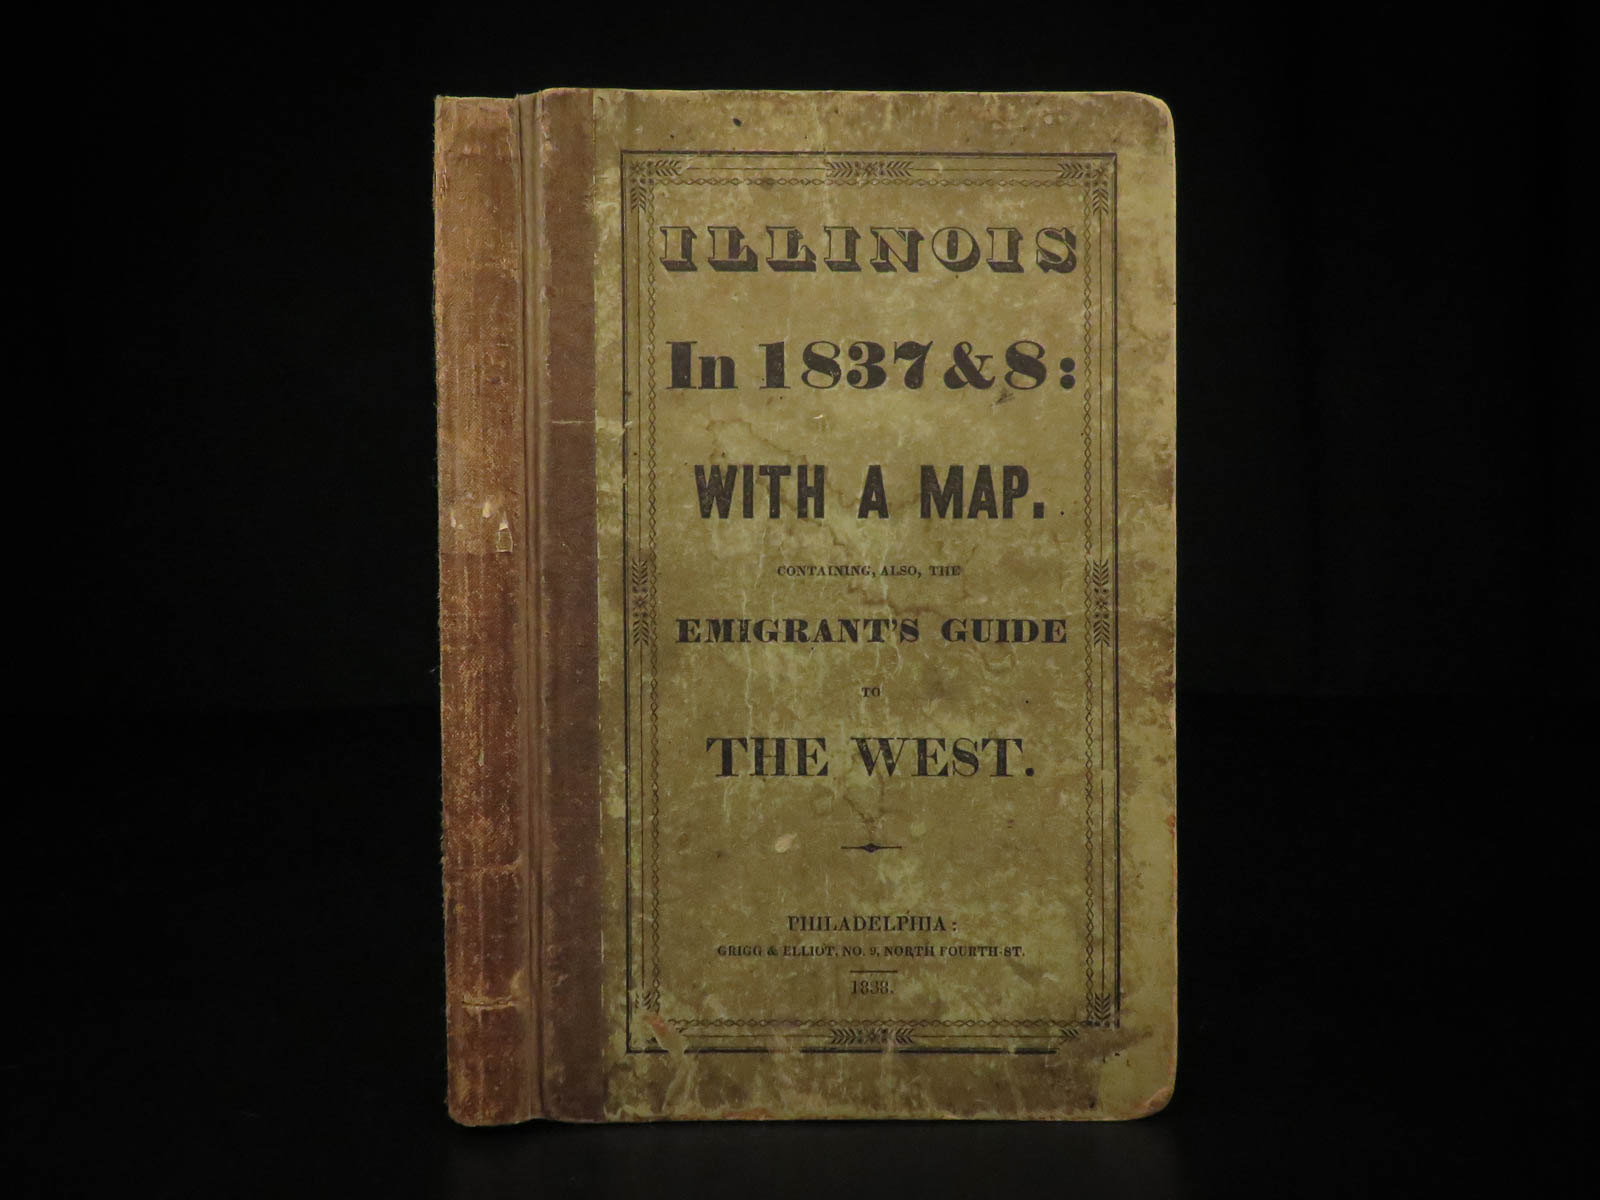 ILLINOIS
In 1837 & 8:
WITH A MAP.
CONTAINING, ALSO, THE
EMIGRANT'S GUIDE
TO
THE WEST.
PHILADELPHIA:
GRIGG & ELLIOT, NO. 9, NORTH FOURTH-ST.
1838.